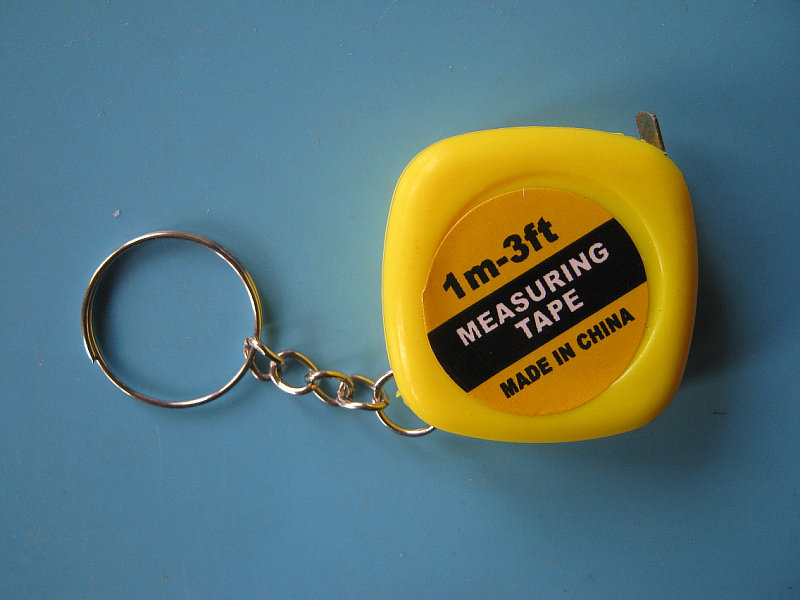 1m-3ft
MEASURING
TAPE
MADE IN CHINA